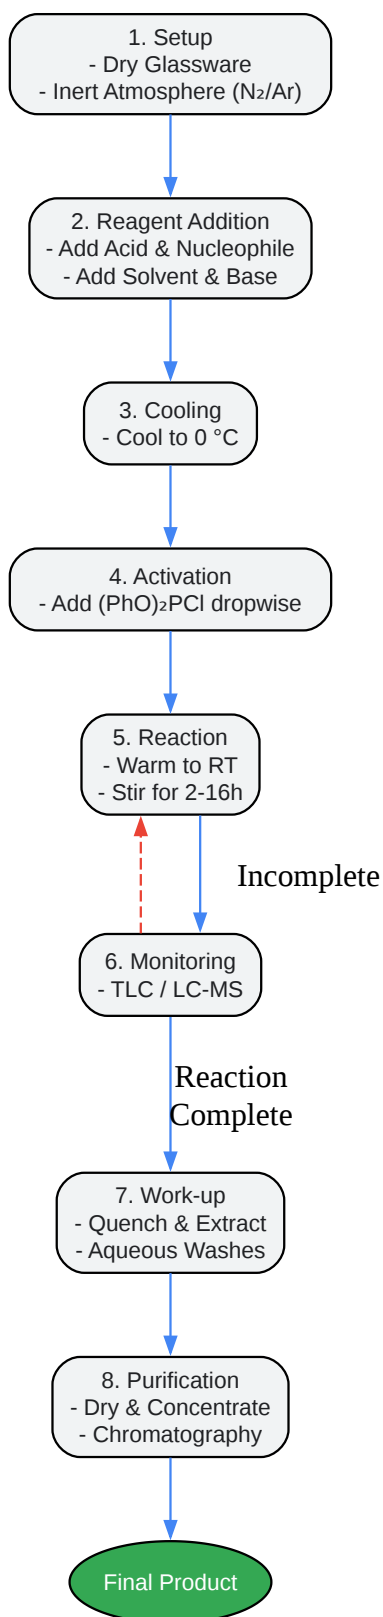 1. Setup
- Dry Glassware
- Inert Atmosphere (N₂/Ar)
2. Reagent Addition
- Add Acid & Nucleophile
- Add Solvent & Base
3. Cooling
- Cool to 0 °C
4. Activation
- Add (PhO)₂PCl dropwise
5. Reaction
- Warm to RT
- Stir for 2-16h
Incomplete
6. Monitoring
- TLC / LC-MS
Reaction
Complete
7. Work-up
- Quench & Extract
- Aqueous Washes
8. Purification
- Dry & Concentrate
- Chromatography
Final Product